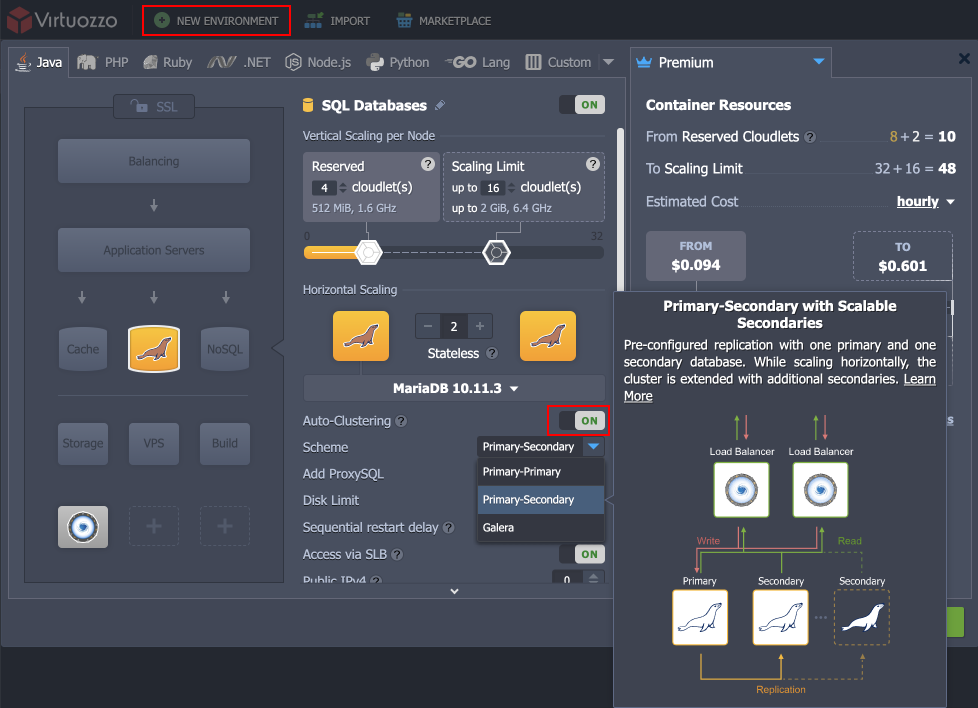 Virtuozzo
NEW ENVIRONMENT
IMPORT
MARKETPLACE
Java
PHP
Ruby
.NET
Node.js
Python
Lang
Custom
Premium
SSL
Balancing
Application Servers
Cache
NoSQL
Storage
VPS
Build
SQL Databases
ON
Vertical Scaling per Node
Reserved ?
4 cloudlet(s)
512 MiB, 1.6 GHz
Scaling Limit ?
up to 16 cloudlet(s)
up to 2 GiB, 6.4 GHz
0
32
Horizontal Scaling
2
Stateless ?
MariaDB 10.11.3
Auto-Clustering ?
ON
Scheme
Primary-Secondary
Primary-Primary
Primary-Secondary
Galera
Add ProxySQL
Disk Limit
Sequential restart delay ?
Access via SLB ?
ON
Public IPv4 ?
0
Container Resources
From Reserved Cloudlets ? 8 + 2 = 10
To Scaling Limit 32 + 16 = 48
Estimated Cost hourly
FROM
$0.094
TO
$0.601
Primary-Secondary with Scalable
Secondaries
Pre-configured replication with one primary and one
secondary database. While scaling horizontally, the
cluster is extended with additional secondaries. Learn
More
Load Balancer
Load Balancer
Write
Read
Primary
Secondary
Secondary
Replication